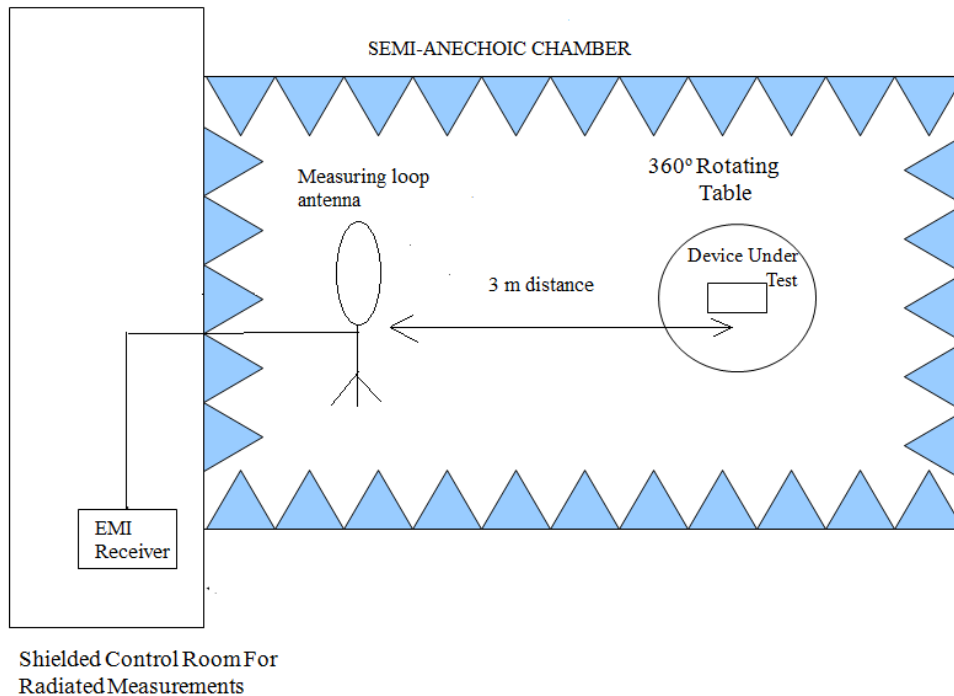 SEMI-ANECHOIC CHAMBER
Measuring loop
antenna
360º Rotating
Table
Device Under
Test
3 m distance
EMI
Receiver
Shielded Control Room For
Radiated Measurements